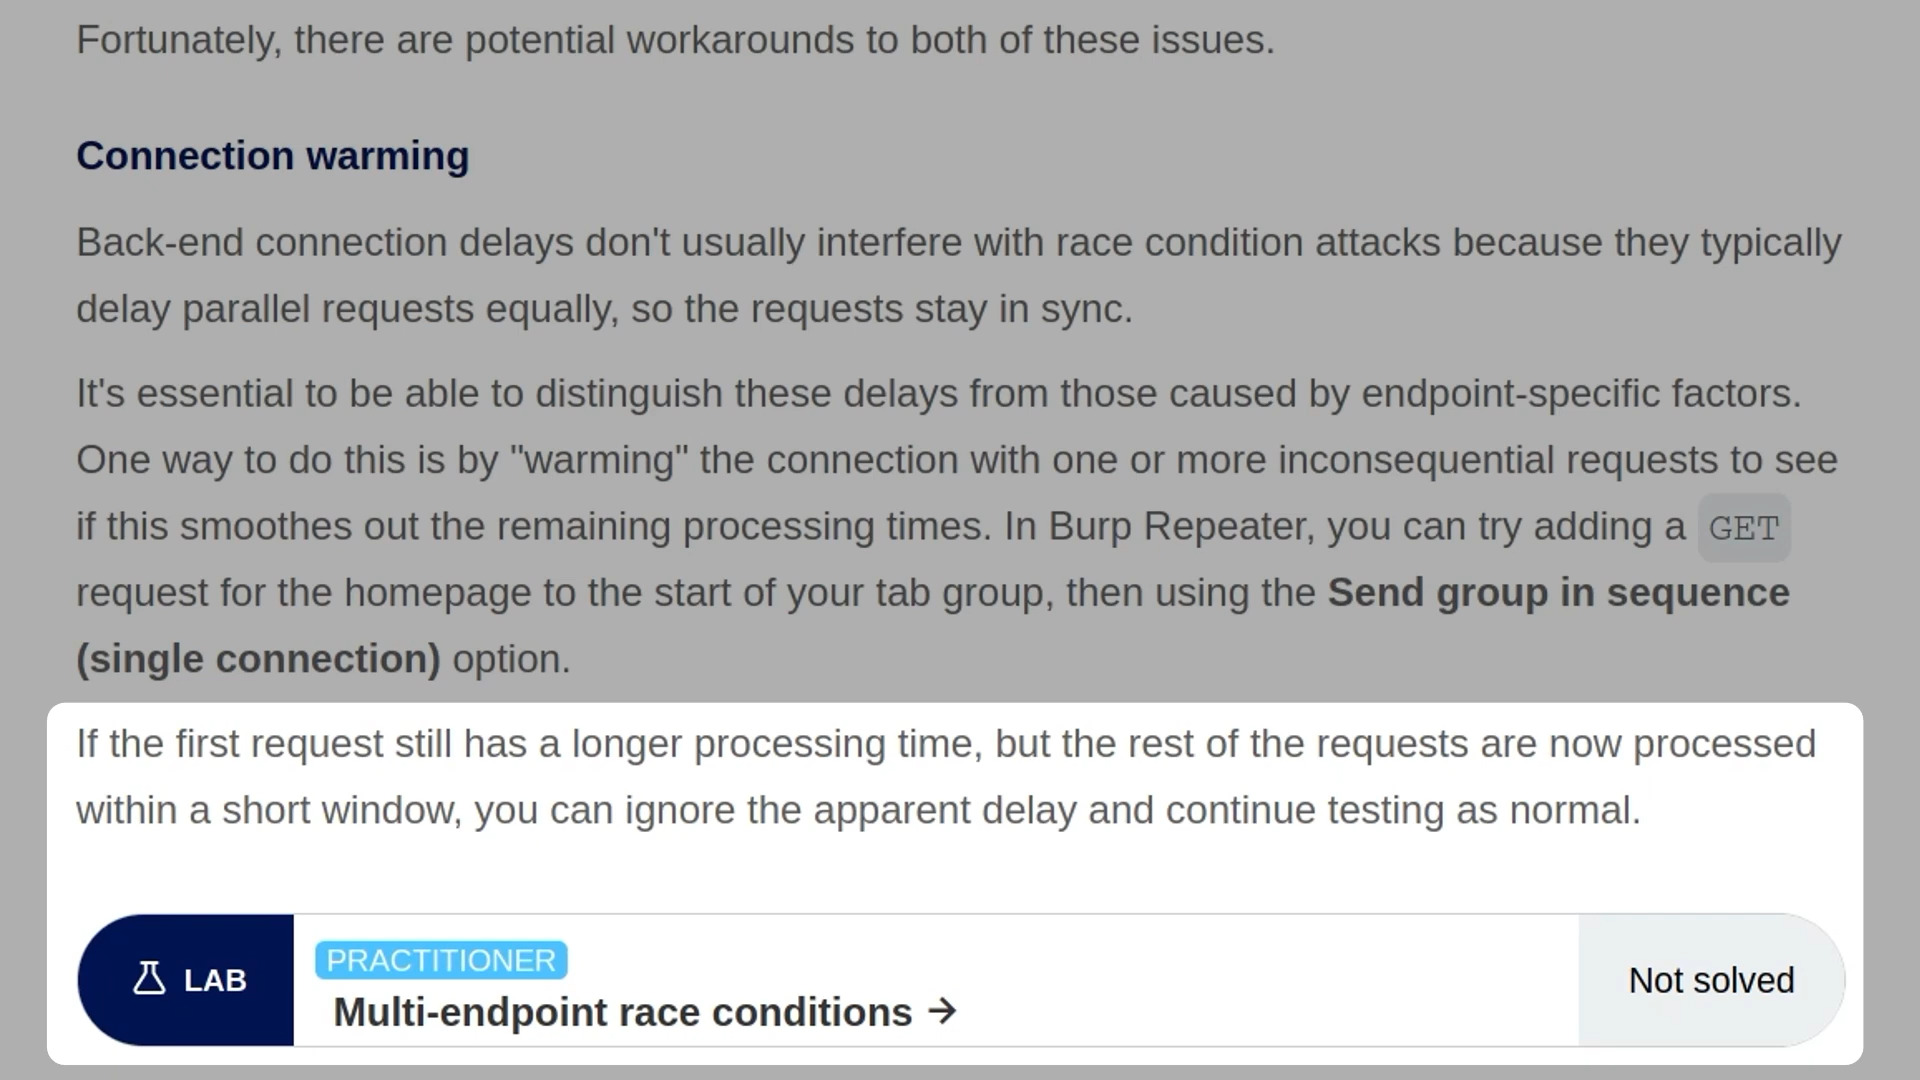 Fortunately, there are potential workarounds to both of these issues.
Connection warming
Back-end connection delays don't usually interfere with race condition attacks because they typically
delay parallel requests equally, so the requests stay in sync.
It's essential to be able to distinguish these delays from those caused by endpoint-specific factors.
One way to do this is by "warming" the connection with one or more inconsequential requests to see
if this smoothes out the remaining processing times. In Burp Repeater, you can try adding a GET
request for the homepage to the start of your tab group, then using the Send group in sequence
(single connection) option.
If the first request still has a longer processing time, but the rest of the requests are now processed
within a short window, you can ignore the apparent delay and continue testing as normal.
LAB
PRACTITIONER
Multi-endpoint race conditions →
Not solved